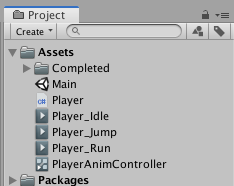 Project
Create
Assets
Completed
Main
C# Player
Player_Idle
Player_Jump
Player_Run
PlayerAnimController
Packages